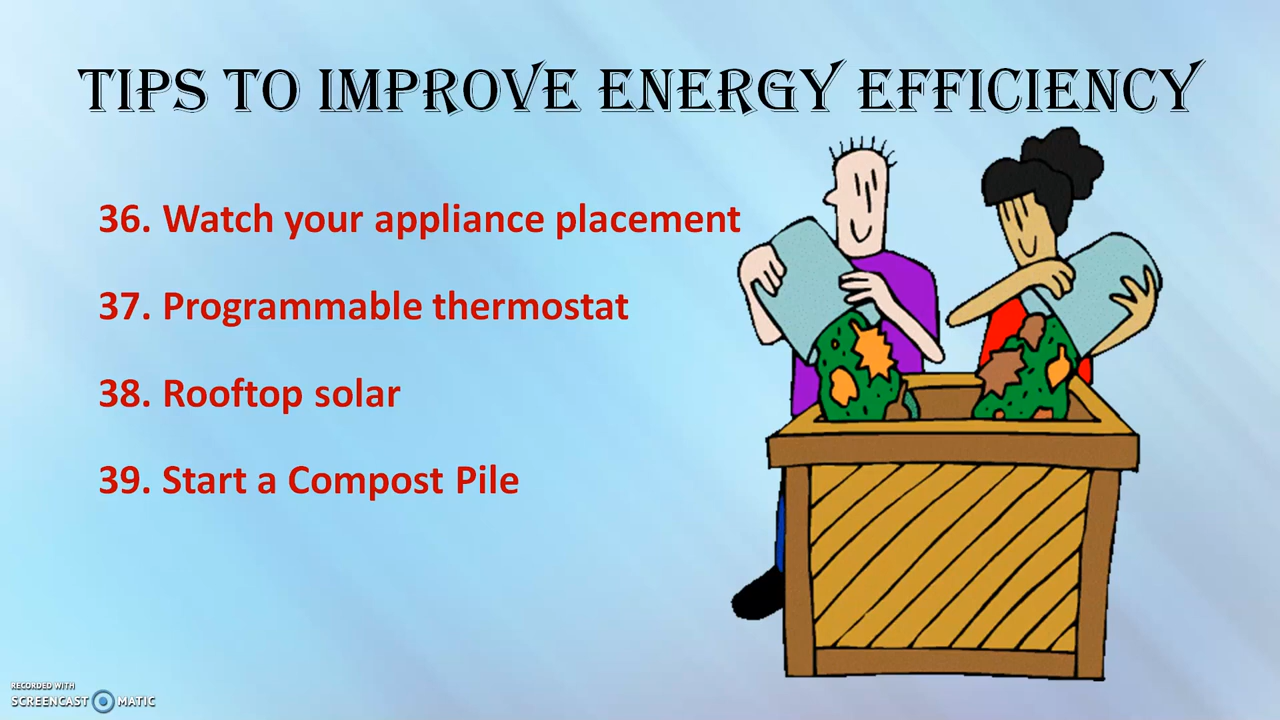 TIPS TO IMPROVE ENERGY EFFICIENCY
36. Watch your appliance placement
37. Programmable thermostat
38. Rooftop solar
39. Start a Compost Pile
RECORDED WITH
SCREENCAST MATIC